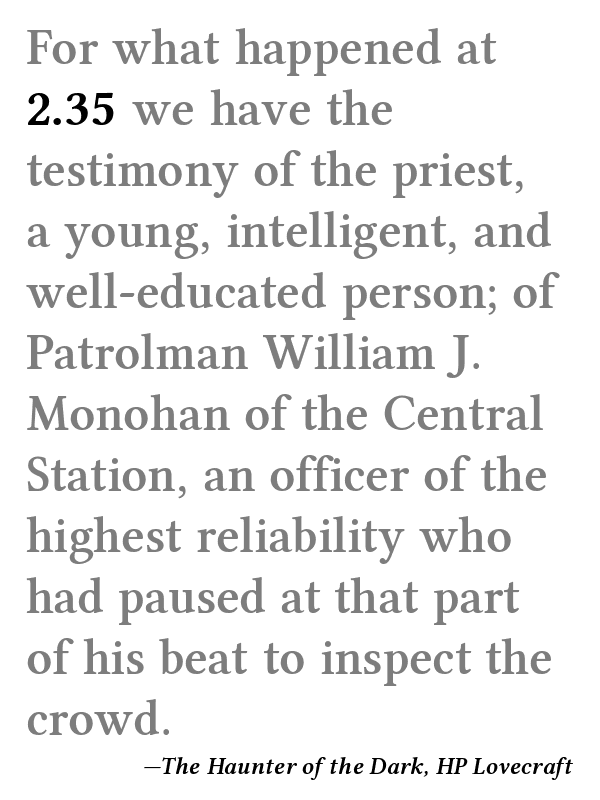 For what happened at
2.35 we have the
testimony of the priest,
a young, intelligent, and
well-educated person; of
Patrolman William J.
Monohan of the Central
Station, an officer of the
highest reliability who
had paused at that part
of his beat to inspect the
crowd.
—The Haunter of the Dark, HP Lovecraft